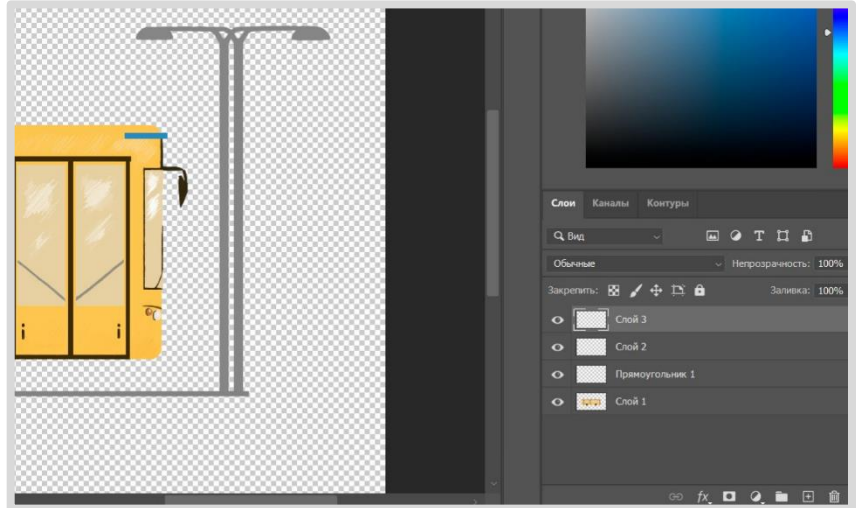 Слои Каналы Контуры
Вид
Обычные Непрозрачность: 100%
Закрепить: Заливка: 100%
Слой 3
Слой 2
Прямоугольник 1
Слой 1
fx